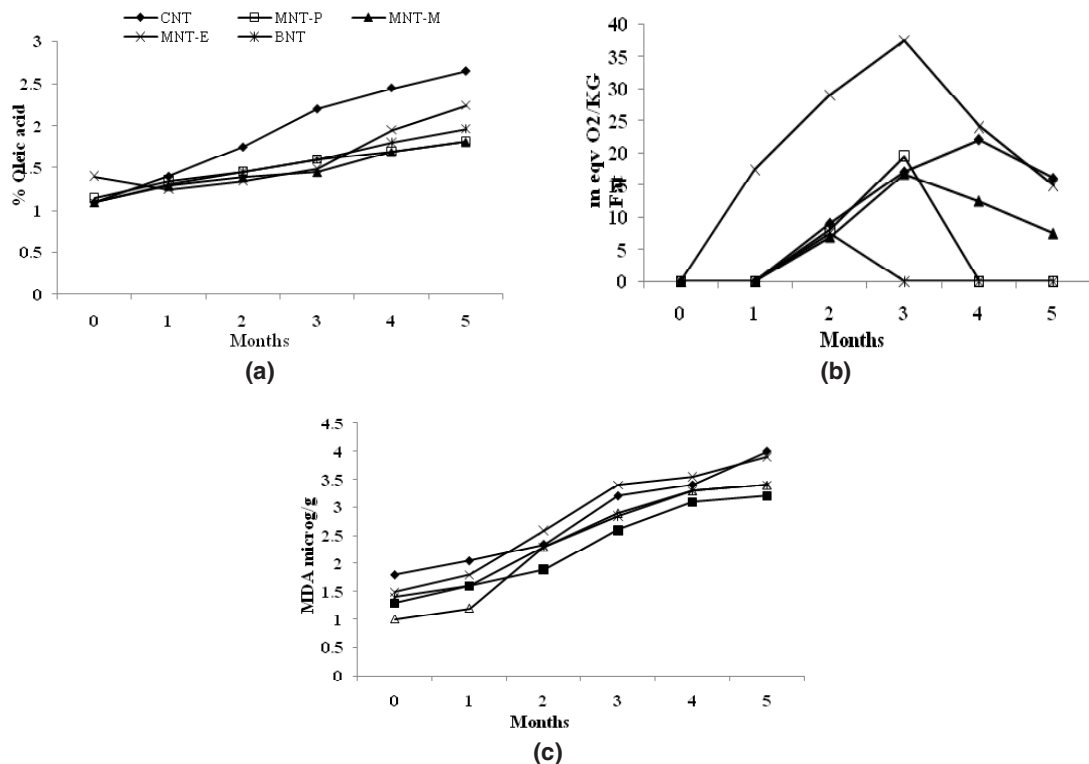 CNT MNT-P MNT-M
MNT-E BNT
% Oleic acid
3
2.5
2
1.5
1
0.5
0
0 1 2 3 4 5
Months
(a)
m eqv O2/KG
Fat
40
35
30
25
20
15
10
5
0
0 1 2 3 4 5
Months
(b)
MDA microg/g
4.5
4
3.5
3
2.5
2
1.5
1
0.5
0
0 1 2 3 4 5
Months
(c)